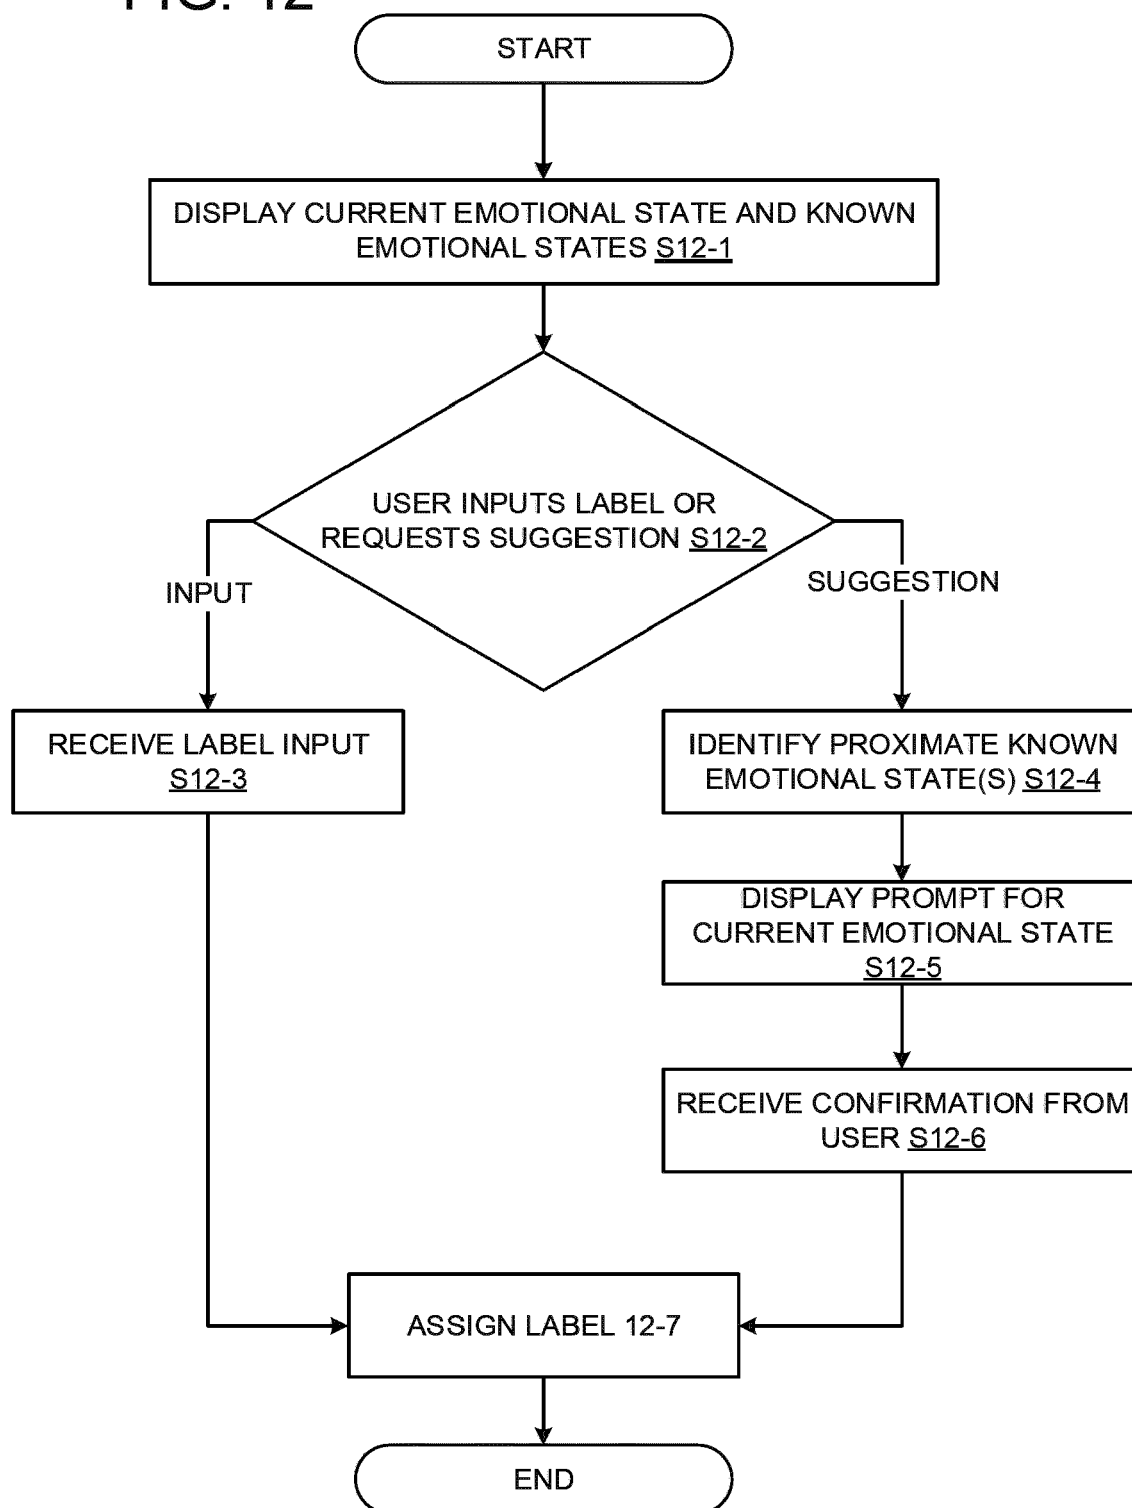 FIG. 12
START
DISPLAY CURRENT EMOTIONAL STATE AND KNOWN
EMOTIONAL STATES S12-1
USER INPUTS LABEL OR
REQUESTS SUGGESTION S12-2
INPUT
SUGGESTION
RECEIVE LABEL INPUT
S12-3
IDENTIFY PROXIMATE KNOWN
EMOTIONAL STATE(S) S12-4
DISPLAY PROMPT FOR
CURRENT EMOTIONAL STATE
S12-5
RECEIVE CONFIRMATION FROM
USER S12-6
ASSIGN LABEL 12-7
END